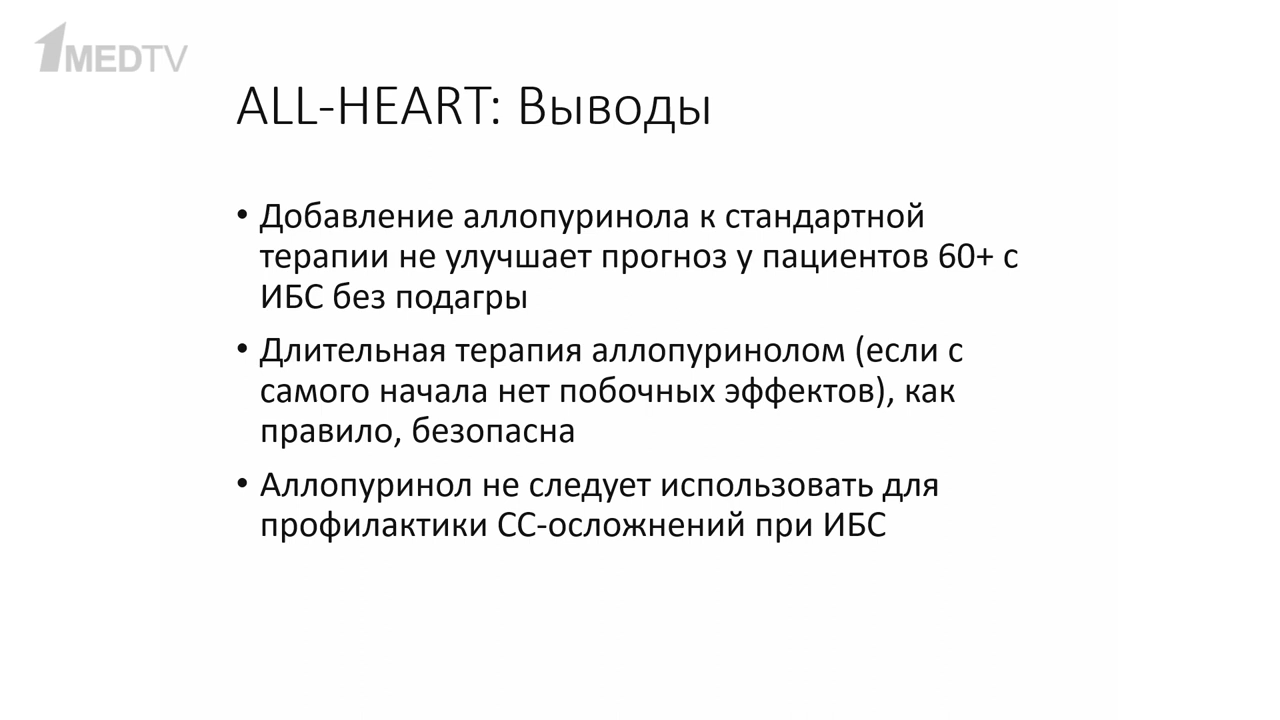 1MEDTV
ALL-HEART: Выводы
• Добавление аллопуринола к стандартной
терапии не улучшает прогноз у пациентов 60+ с
ИБС без подагры
• Длительная терапия аллопуринолом (если с
самого начала нет побочных эффектов), как
правило, безопасна
• Аллопуринол не следует использовать для
профилактики СС-осложнений при ИБС